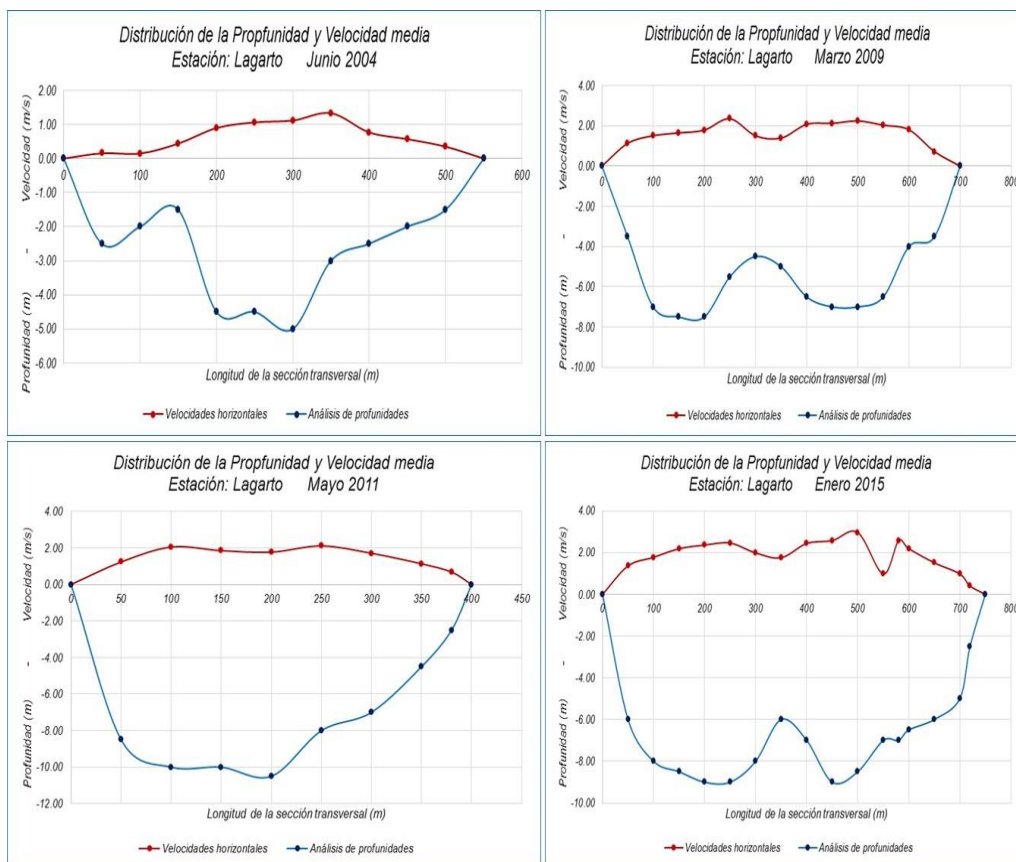 Distribución de la Propfunidad y Velocidad media
Estación: Lagarto Junio 2004
Profunidad (m) - Velocidad (m/s)
2.00
1.00
0.00
-1.00
-2.00
-3.00
-4.00
-5.00
-6.00
0 100 200 300 400 500 600
Longitud de la sección transversal (m)
Velocidades horizontales Análisis de profunidades
Distribución de la Propfunidad y Velocidad media
Estación: Lagarto Marzo 2009
Profunidad (m) - Velocidad (m/s)
4.00
2.00
0.00
-2.00
-4.00
-6.00
-8.00
-10.00
0 100 200 300 400 500 600 700 800
Longitud de la sección transversal (m)
Velocidades horizontales Análisis de profunidades
Distribución de la Propfunidad y Velocidad media
Estación: Lagarto Mayo 2011
Profunidad (m) - Velocidad (m/s)
4.00
2.00
0.00
-2.00
-4.00
-6.00
-8.00
-10.00
-12.00
0 50 100 150 200 250 300 350 400 450
Longitud de la sección transversal (m)
Velocidades horizontales Análisis de profunidades
Distribución de la Propfunidad y Velocidad media
Estación: Lagarto Enero 2015
Profunidad (m) - Velocidad (m/s)
4.00
2.00
0.00
-2.00
-4.00
-6.00
-8.00
-10.00
0 100 200 300 400 500 600 700 800
Longitud de la sección transversal (m)
Velocidades horizontales Análisis de profunidades